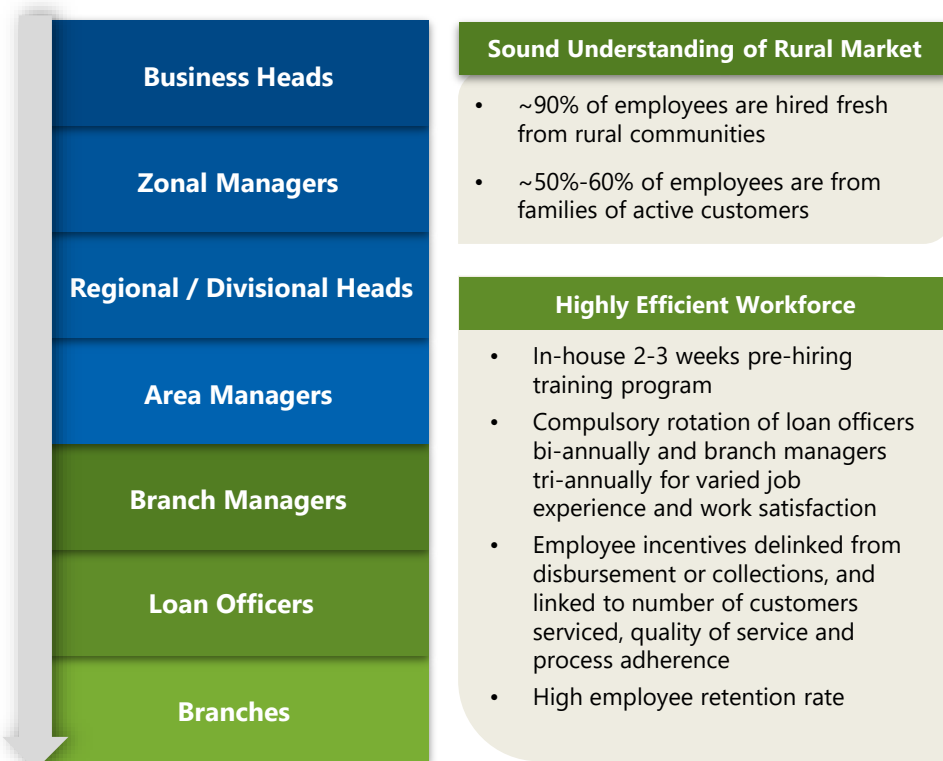 Business Heads
Zonal Managers
Regional / Divisional Heads
Area Managers
Branch Managers
Loan Officers
Branches
Sound Understanding of Rural Market
• ~90% of employees are hired fresh
from rural communities
• ~50%-60% of employees are from
families of active customers
Highly Efficient Workforce
• In-house 2-3 weeks pre-hiring
training program
• Compulsory rotation of loan officers
bi-annually and branch managers
tri-annually for varied job
experience and work satisfaction
• Employee incentives delinked from
disbursement or collections, and
linked to number of customers
serviced, quality of service and
process adherence
• High employee retention rate